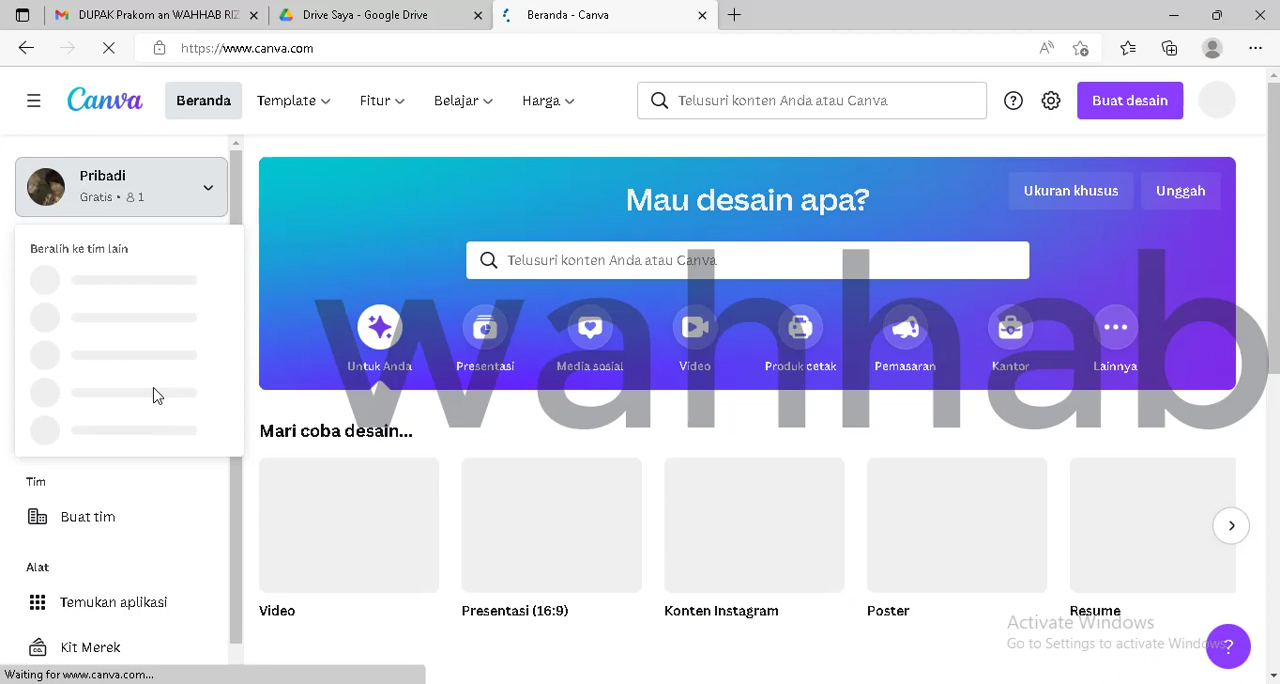 DUPAK Prakom an WAHHAB RIZ
Drive Saya - Google Drive
Beranda - Canva
https://www.canva.com
Canva
Beranda
Template
Fitur
Belajar
Harga
Telusuri konten Anda atau Canva
Buat desain
Pribadi
Gratis • 1
Beralih ke tim lain
Mau desain apa?
Ukuran khusus
Unggah
Telusuri konten Anda atau Canva
wahhab
Untuk Anda
Presentasi
Media sosial
Video
Produk cetak
Pemasaran
Kantor
Lainnya
Mari coba desain...
Video
Presentasi (16:9)
Konten Instagram
Poster
Resume
Tim
Buat tim
Alat
Temukan aplikasi
Kit Merek
Activate Windows
Go to Settings to activate Windows.
Waiting for www.canva.com...